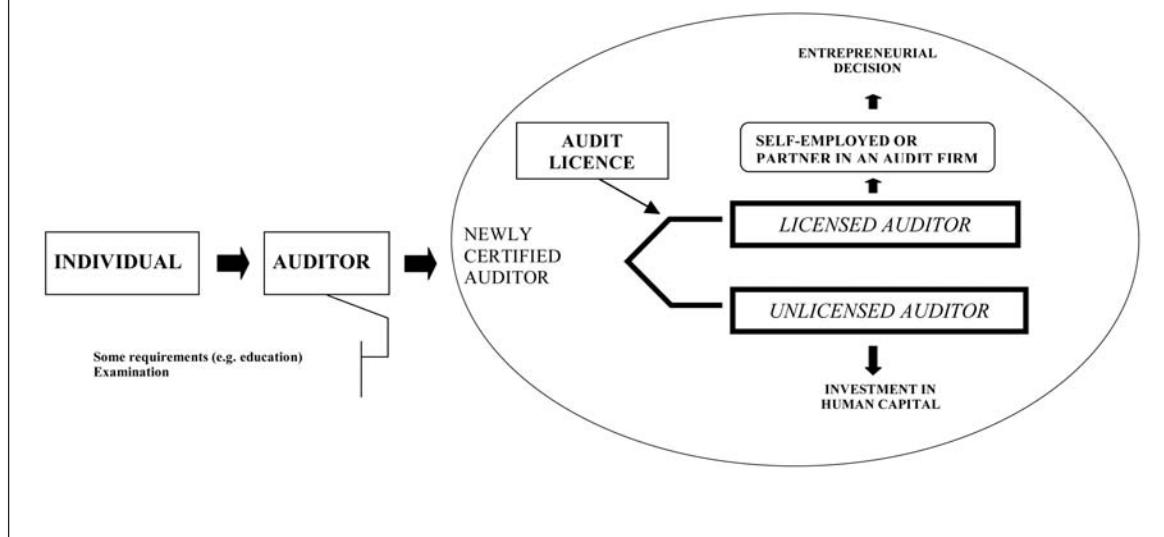 INDIVIDUAL
AUDITOR
Some requirements (e.g. education)
Examination
NEWLY
CERTIFIED
AUDITOR
AUDIT
LICENCE
ENTREPRENEURIAL
DECISION
SELF-EMPLOYED OR
PARTNER IN AN AUDIT FIRM
LICENSED AUDITOR
UNLICENSED AUDITOR
INVESTMENT IN
HUMAN CAPITAL